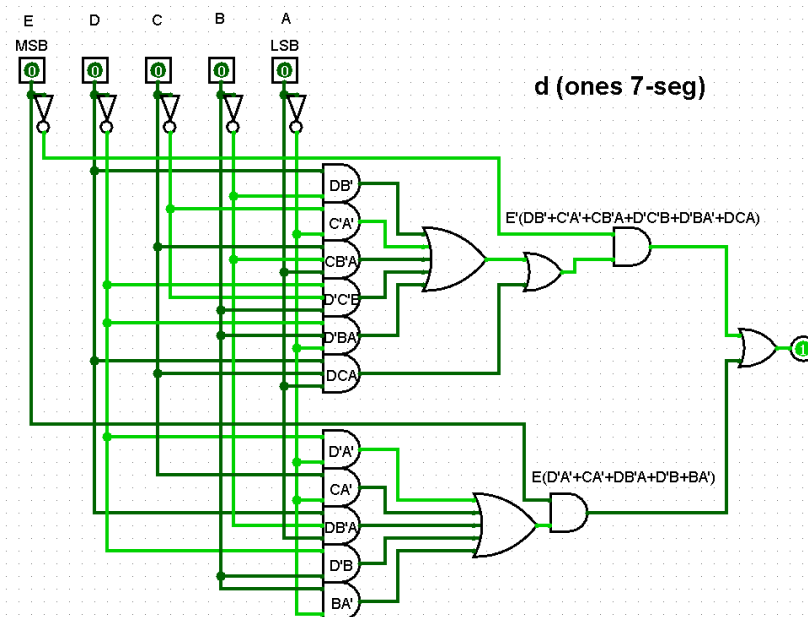 E D C B A
MSB LSB
0 0 0 0 0
d (ones 7-seg)
DB'
E'(DB'+C'A'+CB'A+D'C'B+D'BA'+DCA)
C'A'
CB'A
D'C'B
D'BA'
1
DCA
D'A'
E(D'A'+CA'+DB'A+D'B+BA')
CA'
DB'A
D'B
BA'